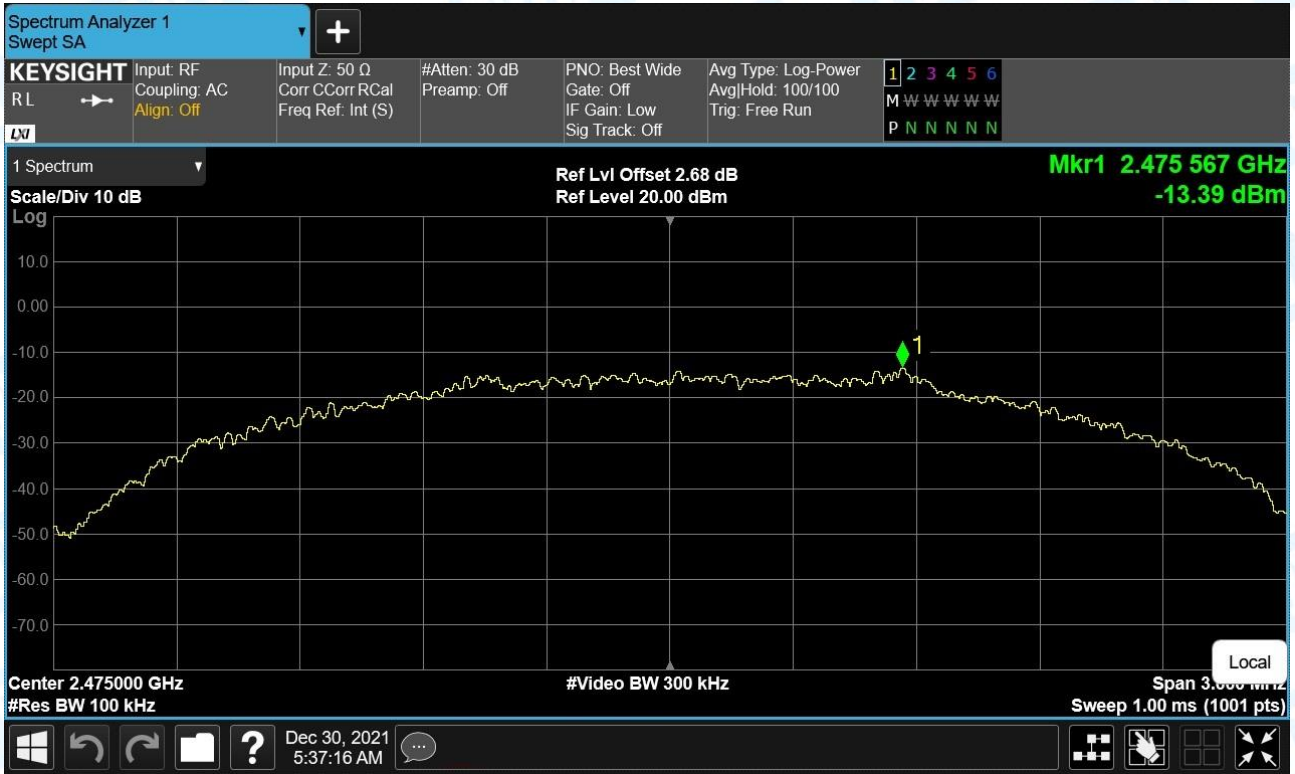 Spectrum Analyzer 1
Swept SA
KEYSIGHT
R L
LXI
Input: RF
Coupling: AC
Align: Off
Input Z: 50 Ω
Corr CCorr RCal
Freq Ref: Int (S)
#Atten: 30 dB
Preamp: Off
PNO: Best Wide
Gate: Off
IF Gain: Low
Sig Track: Off
Avg Type: Log-Power
Avg|Hold: 100/100
Trig: Free Run
1 2 3 4 5 6
M W W W W W
P N N N N N
1 Spectrum
Scale/Div 10 dB
Log
Ref Lvl Offset 2.68 dB
Ref Level 20.00 dBm
Mkr1 2.475 567 GHz
-13.39 dBm
10.0
0.00
-10.0
1
-20.0
-30.0
-40.0
-50.0
-60.0
-70.0
Local
Center 2.475000 GHz
#Video BW 300 kHz
Span 3.000 MHz
#Res BW 100 kHz
Sweep 1.00 ms (1001 pts)
?
Dec 30, 2021
5:37:16 AM